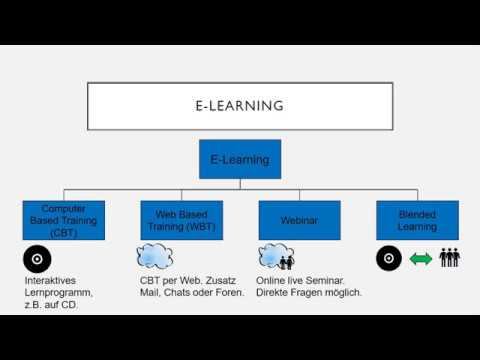 E-LEARNING
E-Learning
Computer
Based Training
(CBT)
Web Based
Training (WBT)
Webinar
Blended
Learning
Interaktives
Lernprogramm,
z.B. auf CD.
CBT per Web. Zusatz
Mail, Chats oder Foren.
Online live Seminar.
Direkte Fragen möglich.